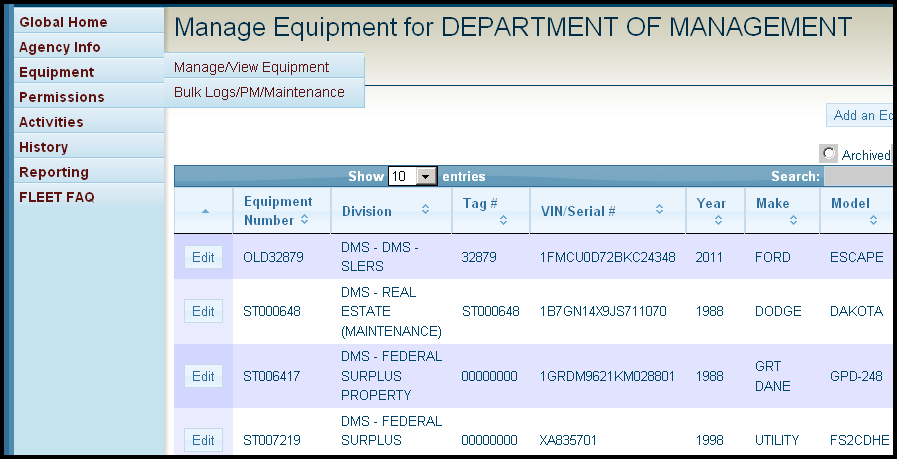 Global Home
Agency Info
Equipment
Permissions
Activities
History
Reporting
FLEET FAQ
Manage Equipment for DEPARTMENT OF MANAGEMENT
Manage/View Equipment
Bulk Logs/PM/Maintenance
Add an
Archived
Show 10 entries Search:
Equipment Number Division Tag # VIN/Serial # Year Make Model
Edit OLD32879 DMS - DMS - SLERS 32879 1FMCU0D72BKC24348 2011 FORD ESCAPE
Edit ST000648 DMS - REAL ESTATE (MAINTENANCE) ST000648 1B7GN14X9JS711070 1988 DODGE DAKOTA
Edit ST006417 DMS - FEDERAL SURPLUS PROPERTY 00000000 1GRDM9621KM028801 1988 GRT DANE GPD-248
Edit ST007219 DMS - FEDERAL SURPLUS 00000000 XA835701 1998 UTILITY FS2CDHE